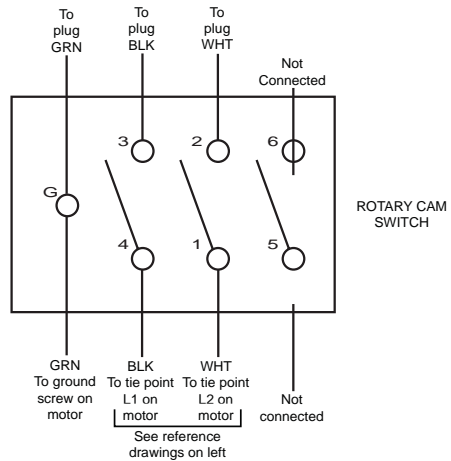 To
plug
GRN
To
plug
BLK
To
plug
WHT
Not
Connected
3
2
6
G
ROTARY CAM
SWITCH
4
1
5
GRN
To ground
screw on
motor
BLK
To tie point
L1 on
motor
WHT
To tie point
L2 on
motor
Not
connected
See reference
drawings on left